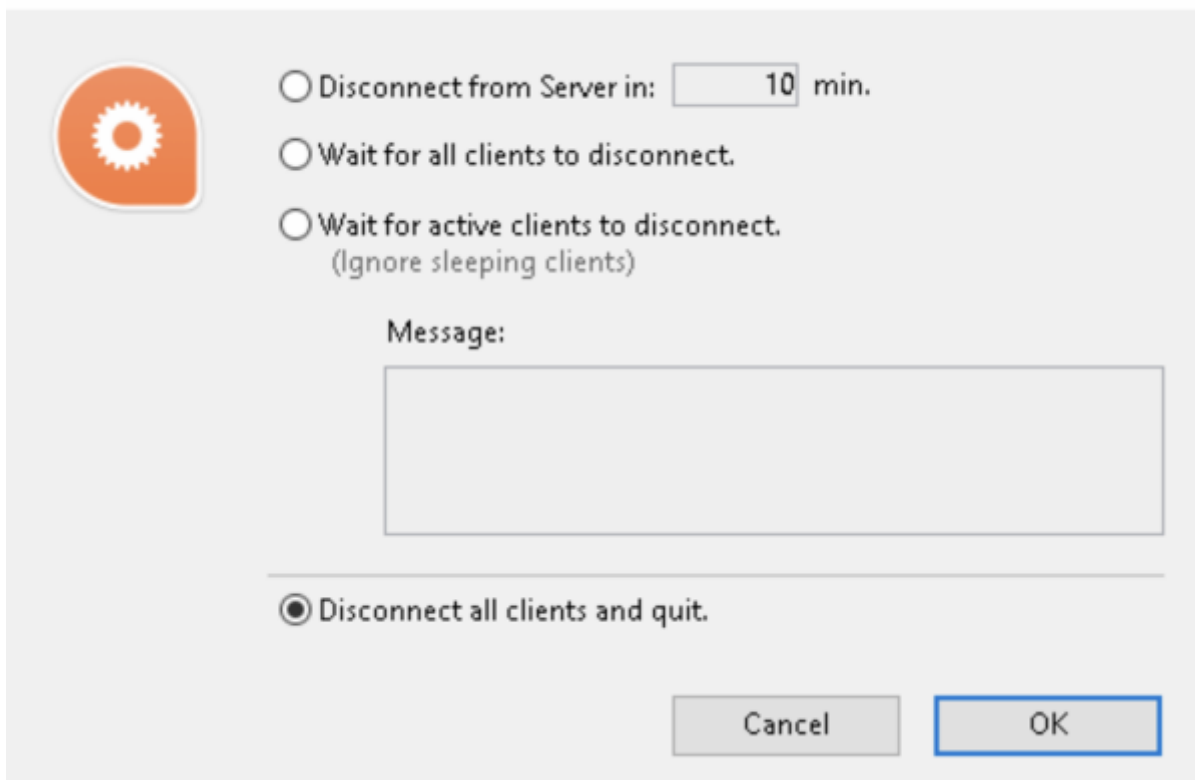 Disconnect from Server in: 10 min.
Wait for all clients to disconnect.
Wait for active clients to disconnect.
(Ignore sleeping clients)
Message:
Disconnect all clients and quit.
Cancel OK